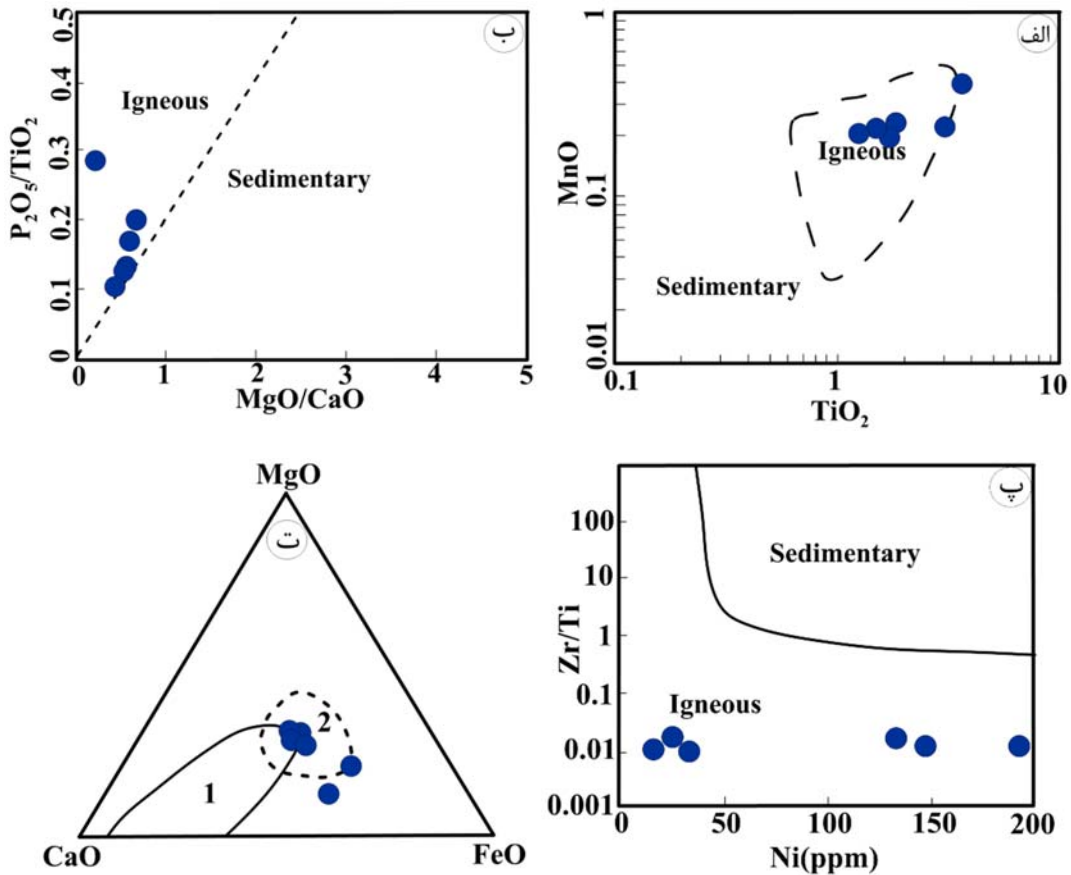 0.5
0.4
0.3
0.2
0.1
0
P₂O₅/TiO₂
ب
Igneous
Sedimentary
0 1 2 3 4 5
MgO/CaO
1
0.1
0.01
MnO
الف
Igneous
Sedimentary
0.1 1 10
TiO₂
MgO
ت
2
1
CaO FeO
100
10
1
0.1
0.01
0.001
Zr/Ti
پ
Sedimentary
Igneous
0 50 100 150 200
Ni(ppm)